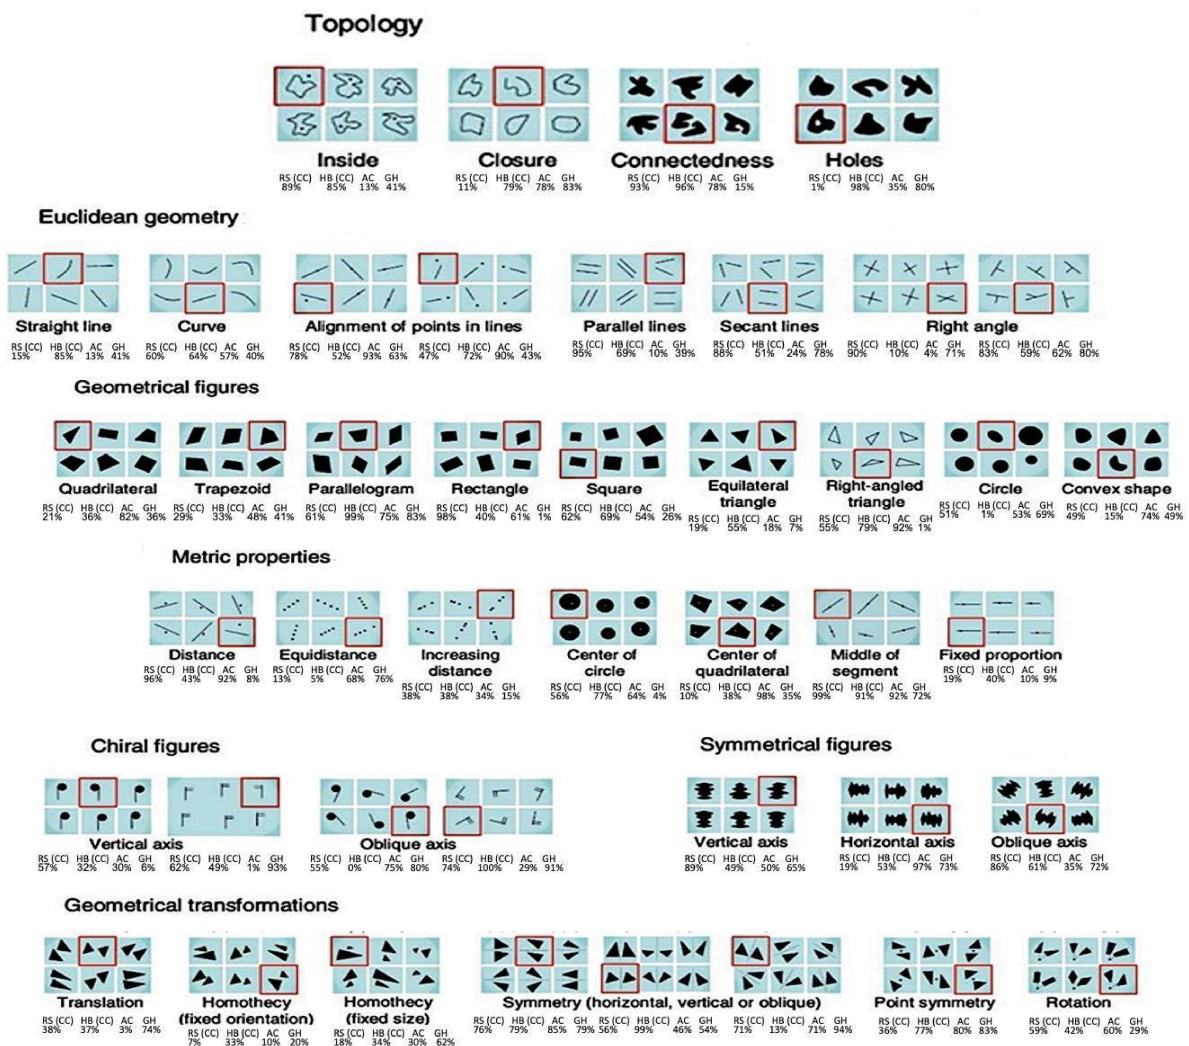 Topology
Inside
RS (CC) HB (CC) AC GH
89% 85% 13% 41%
Closure
RS (CC) HB (CC) AC GH
11% 79% 78% 83%
Connectedness
RS (CC) HB (CC) AC GH
93% 96% 78% 15%
Holes
RS (CC) HB (CC) AC GH
1% 98% 35% 80%
Euclidean geometry
Straight line
RS (CC) HB (CC) AC GH
15% 85% 13% 41%
Curve
RS (CC) HB (CC) AC GH
60% 64% 57% 40%
Alignment of points in lines
RS (CC) HB (CC) AC GH
78% 52% 93% 63%
RS (CC) HB (CC) AC GH
47% 72% 90% 43%
Parallel lines
RS (CC) HB (CC) AC GH
95% 69% 10% 39%
Secant lines
RS (CC) HB (CC) AC GH
88% 51% 24% 78%
Right angle
RS (CC) HB (CC) AC GH
90% 10% 4% 71%
RS (CC) HB (CC) AC GH
83% 59% 62% 80%
Geometrical figures
Quadrilateral
RS (CC) HB (CC) AC GH
21% 36% 82% 36%
Trapezoid
RS (CC) HB (CC) AC GH
29% 33% 48% 41%
Parallelogram
RS (CC) HB (CC) AC GH
61% 99% 75% 83%
Rectangle
RS (CC) HB (CC) AC GH
98% 40% 61% 1%
Square
RS (CC) HB (CC) AC GH
62% 69% 54% 26%
Equilateral
triangle
RS (CC) HB (CC) AC GH
19% 55% 18% 7%
Right-angled
triangle
RS (CC) HB (CC) AC GH
55% 79% 92% 1%
Circle
RS (CC) HB (CC) AC GH
51% 1% 53% 69%
Convex shape
RS (CC) HB (CC) AC GH
49% 15% 74% 49%
Metric properties
Distance
RS (CC) HB (CC) AC GH
96% 43% 92% 8%
Equidistance
RS (CC) HB (CC) AC GH
13% 5% 68% 76%
Increasing
distance
RS (CC) HB (CC) AC GH
38% 38% 34% 15%
Center of
circle
RS (CC) HB (CC) AC GH
56% 77% 64% 4%
Center of
quadrilateral
RS (CC) HB (CC) AC GH
10% 38% 98% 35%
Middle of
segment
RS (CC) HB (CC) AC GH
99% 91% 92% 72%
Fixed proportion
RS (CC) HB (CC) AC GH
19% 40% 10% 9%
Chiral figures
Vertical axis
RS (CC) HB (CC) AC GH
57% 32% 30% 6%
RS (CC) HB (CC) AC GH
62% 49% 1% 93%
Oblique axis
RS (CC) HB (CC) AC GH
55% 0% 75% 80%
RS (CC) HB (CC) AC GH
74% 100% 29% 91%
Symmetrical figures
Vertical axis
RS (CC) HB (CC) AC GH
89% 49% 50% 65%
Horizontal axis
RS (CC) HB (CC) AC GH
19% 53% 97% 73%
Oblique axis
RS (CC) HB (CC) AC GH
86% 61% 35% 72%
Geometrical transformations
Translation
RS (CC) HB (CC) AC GH
38% 37% 3% 74%
Homothecy
(fixed orientation)
RS (CC) HB (CC) AC GH
7% 33% 10% 20%
Homothecy
(fixed size)
RS (CC) HB (CC) AC GH
18% 34% 30% 62%
Symmetry (horizontal, vertical or oblique)
RS (CC) HB (CC) AC GH
76% 79% 85% 79%
RS (CC) HB (CC) AC GH
56% 99% 46% 54%
RS (CC) HB (CC) AC GH
71% 13% 71% 94%
Point symmetry
RS (CC) HB (CC) AC GH
36% 77% 80% 83%
Rotation
RS (CC) HB (CC) AC GH
59% 42% 60% 29%